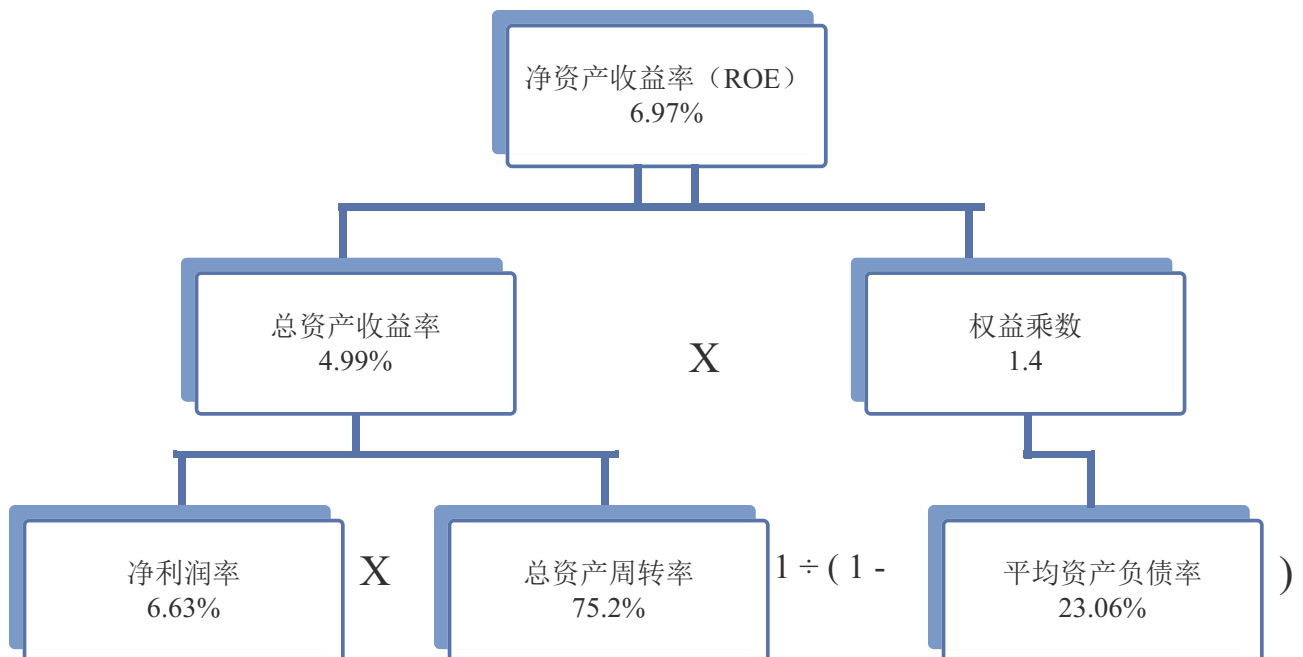 净资产收益率（ROE）
6.97%
总资产收益率
4.99%
X
权益乘数
1.4
净利润率
6.63%
X
总资产周转率
75.2%
1 ÷ ( 1 -
平均资产负债率
23.06%
)